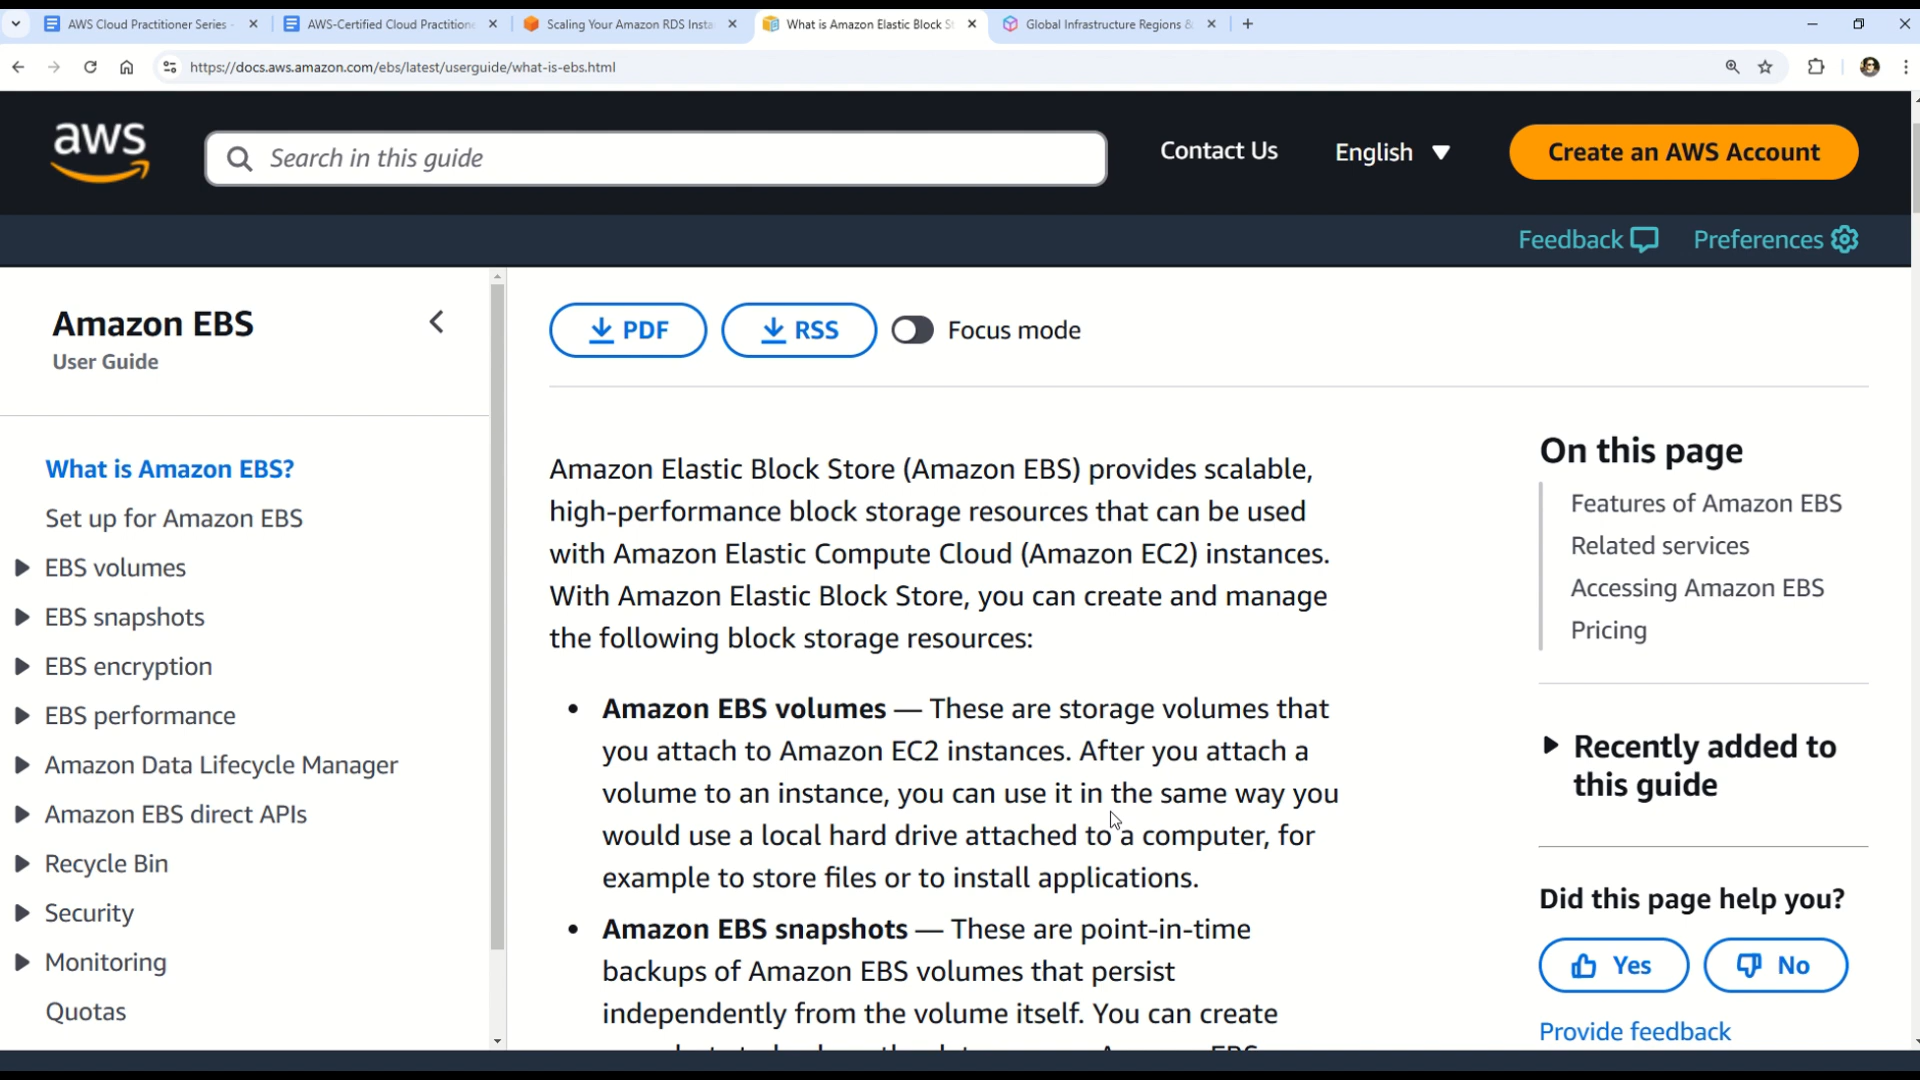 AWS Cloud Practitioner Series
AWS-Certified Cloud Practitione
Scaling Your Amazon RDS Insta
What is Amazon Elastic Block St
Global Infrastructure Regions &
https://docs.aws.amazon.com/ebs/latest/userguide/what-is-ebs.html
aws
Search in this guide
Contact Us
English
Create an AWS Account
Feedback
Preferences
Amazon EBS
User Guide
What is Amazon EBS?
Set up for Amazon EBS
EBS volumes
EBS snapshots
EBS encryption
EBS performance
Amazon Data Lifecycle Manager
Amazon EBS direct APIs
Recycle Bin
Security
Monitoring
Quotas
PDF
RSS
Focus mode
Amazon Elastic Block Store (Amazon EBS) provides scalable,
high-performance block storage resources that can be used
with Amazon Elastic Compute Cloud (Amazon EC2) instances.
With Amazon Elastic Block Store, you can create and manage
the following block storage resources:
• Amazon EBS volumes — These are storage volumes that
you attach to Amazon EC2 instances. After you attach a
volume to an instance, you can use it in the same way you
would use a local hard drive attached to a computer, for
example to store files or to install applications.
• Amazon EBS snapshots — These are point-in-time
backups of Amazon EBS volumes that persist
independently from the volume itself. You can create
On this page
Features of Amazon EBS
Related services
Accessing Amazon EBS
Pricing
Recently added to
this guide
Did this page help you?
Yes
No
Provide feedback